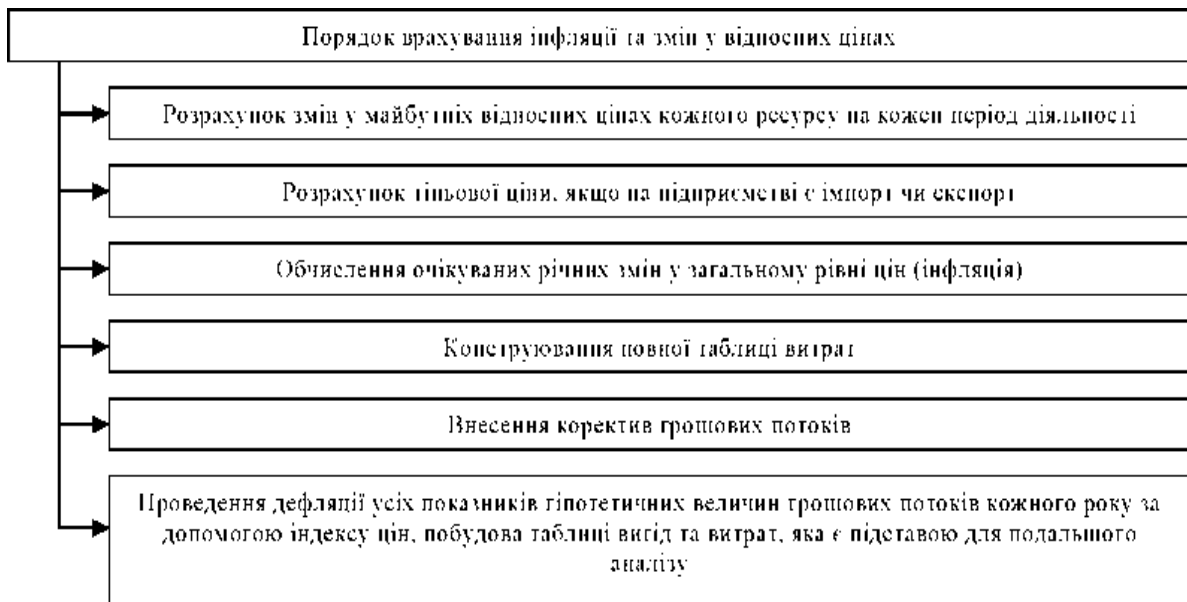 Порядок врахування інфляції та змін у відносних цінах
Розрахунок змін у майбутніх відносних цінах кожного ресурсу на кожен період діяльності
Розрахунок тіньової ціни, якщо на підприємстві є імпорт чи експорт
Обчислення очікуваних річних змін у загальному рівні цін (інфляція)
Конструювання повної таблиці витрат
Внесення коректив грошових потоків
Проведення дефляції усіх показників гіпотетичних величин грошових потоків кожного року за
допомогою індексу цін, побудова таблиці вигід та витрат, яка є підставою для подальшого
аналізу